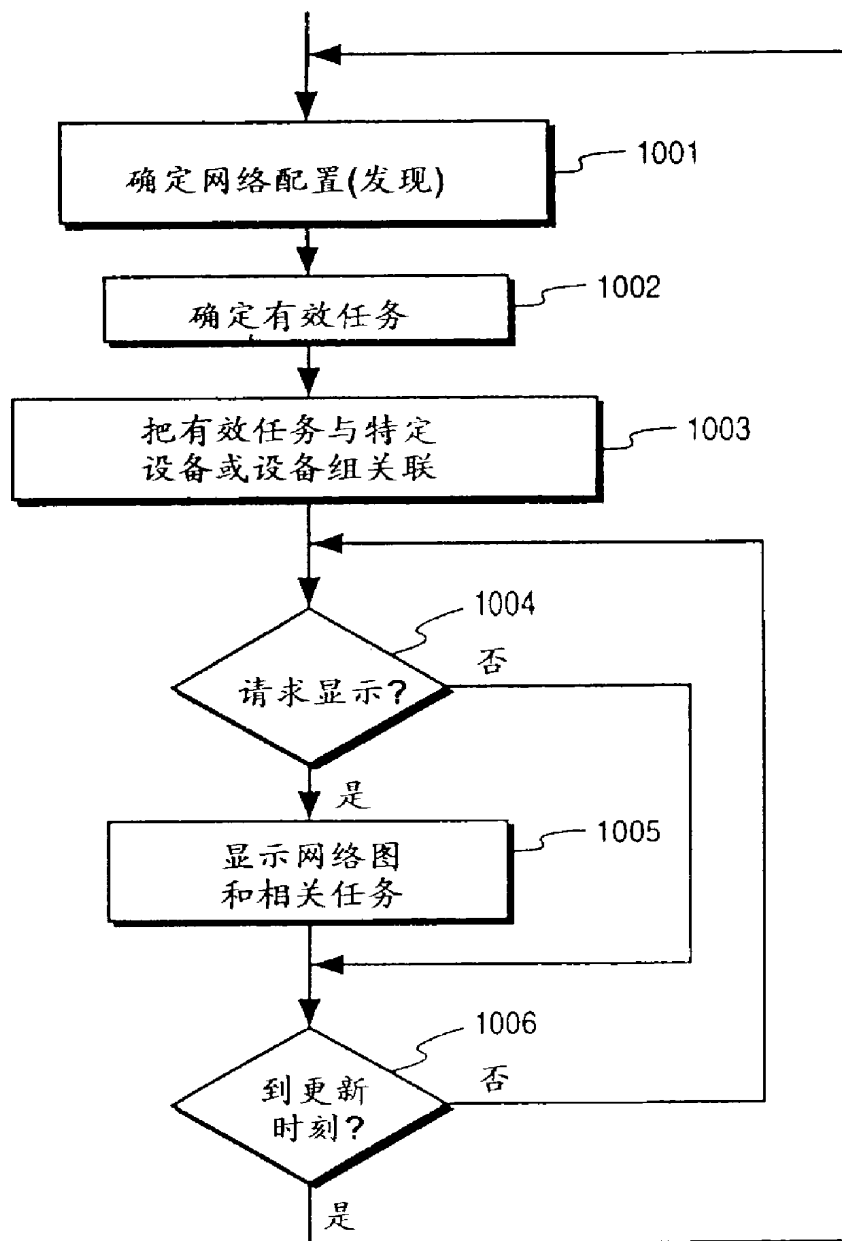 确定网络配置(发现)
1001
确定有效任务
1002
把有效任务与特定
设备或设备组关联
1003
1004
请求显示?
否
是
显示网络图
和相关任务
1005
1006
到更新
时刻?
否
是